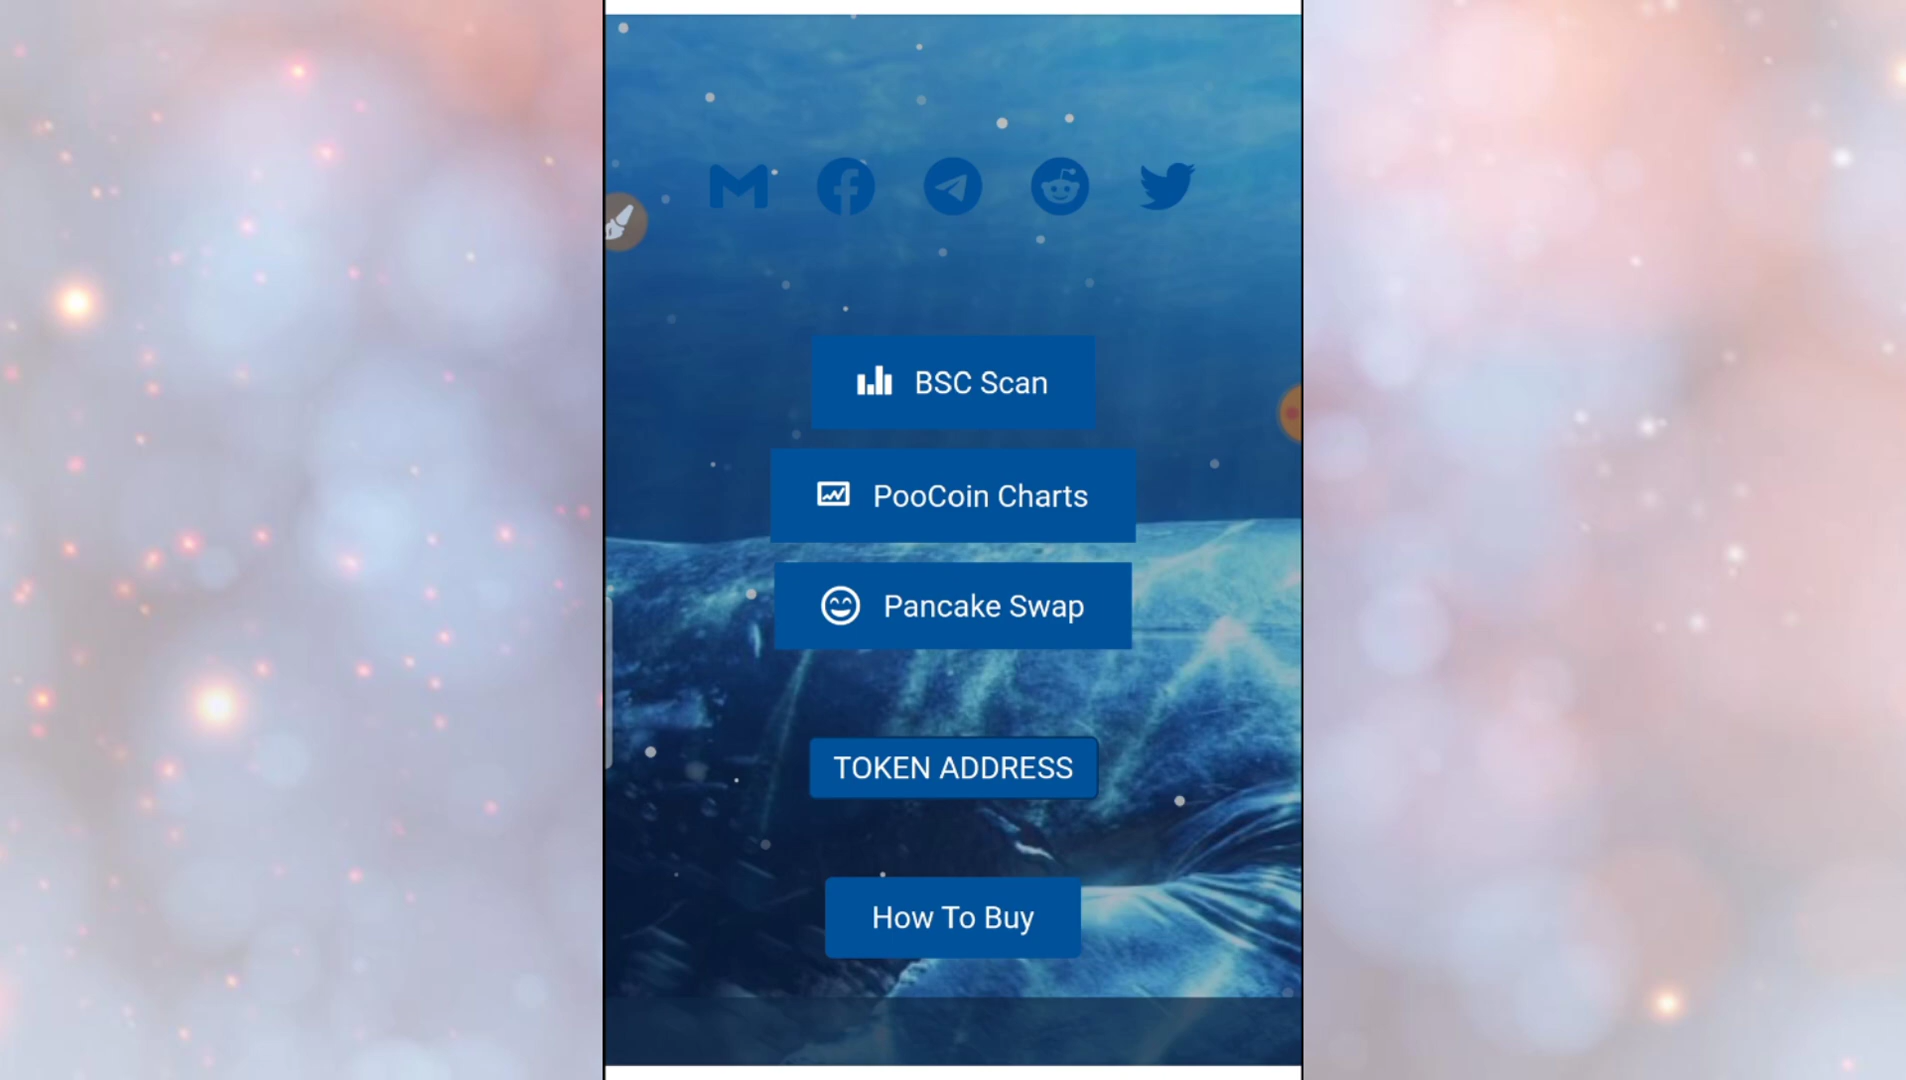 BSC Scan
PooCoin Charts
Pancake Swap
TOKEN ADDRESS
How To Buy